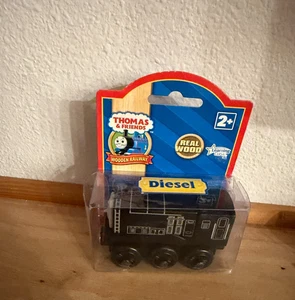 THOMAS
& FRIENDS
WOODEN RAILWAY
REAL
WOOD
2+
Diesel